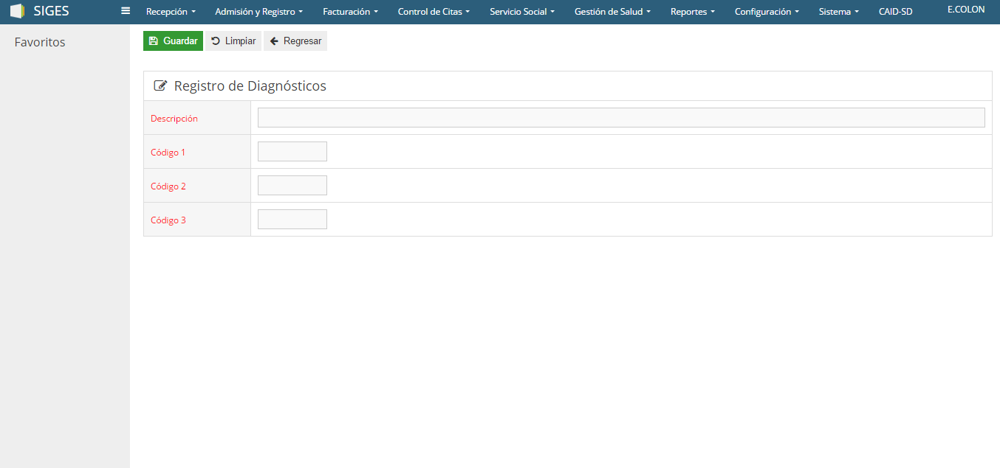 SIGES Recepción Admisión y Registro Facturación Control de Citas Servicio Social Gestión de Salud Reportes Configuración Sistema CAID-SD E.COLON
Favoritos
Guardar Limpiar Regresar
Registro de Diagnósticos
Descripción
Código 1
Código 2
Código 3